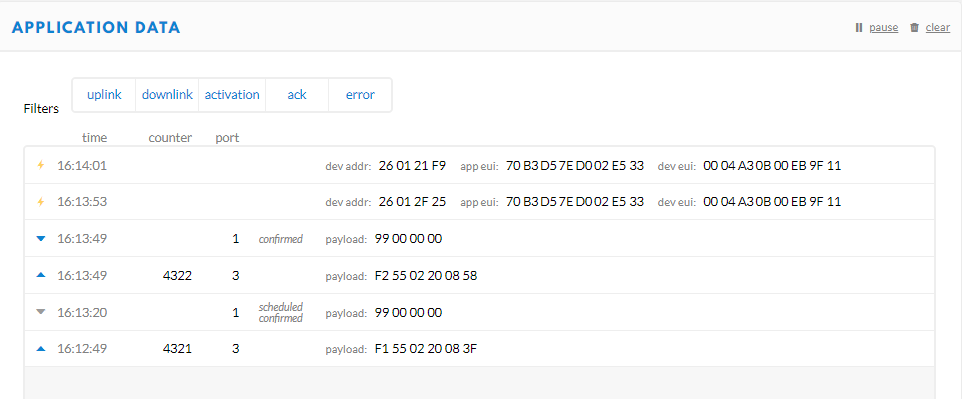 APPLICATION DATA
pause clear
Filters uplink downlink activation ack error
time counter port
16:14:01 dev addr: 26 01 21 F9 app eui: 70 B3 D5 7E D0 02 E5 33 dev eui: 00 04 A3 0B 00 EB 9F 11
16:13:53 dev addr: 26 01 2F 25 app eui: 70 B3 D5 7E D0 02 E5 33 dev eui: 00 04 A3 0B 00 EB 9F 11
16:13:49 1 confirmed payload: 99 00 00 00
16:13:49 4322 3 payload: F2 55 02 20 08 58
16:13:20 1 scheduled confirmed payload: 99 00 00 00
16:12:49 4321 3 payload: F1 55 02 20 08 3F